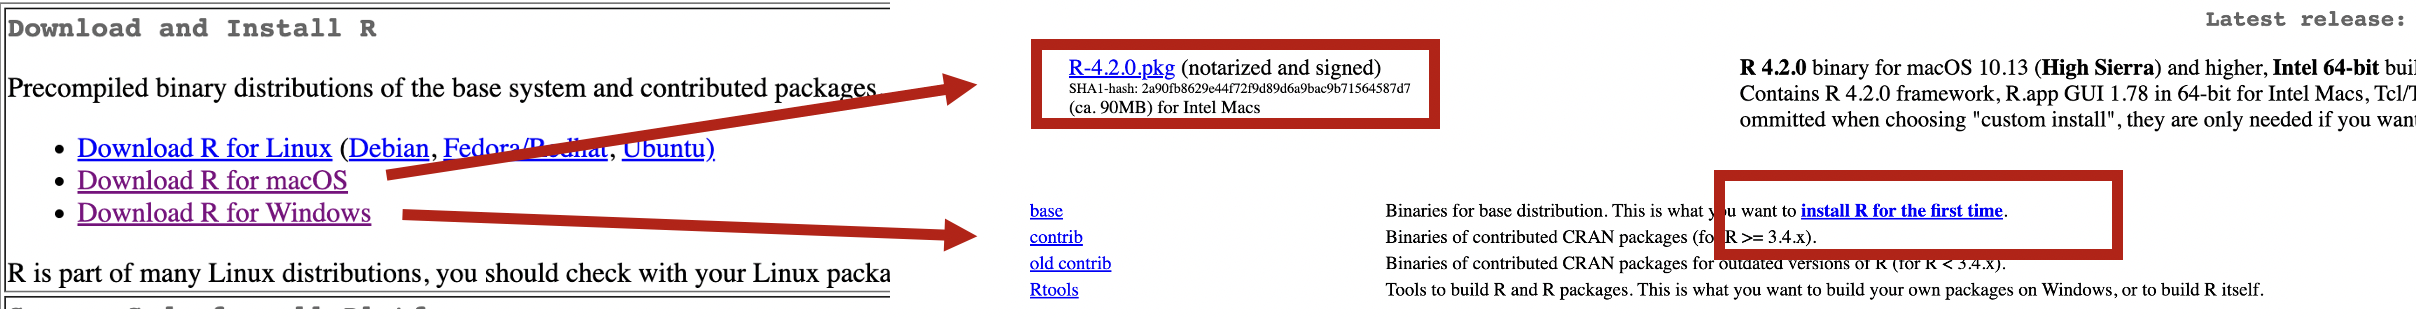 Download and Install R
Precompiled binary distributions of the base system and contributed packages
Download R for Linux (Debian, Fedora/Redhat, Ubuntu)
Download R for macOS
Download R for Windows
R is part of many Linux distributions, you should check with your Linux packa
Latest release:
R-4.2.0.pkg (notarized and signed)
SHA1-hash: 2a90fb8629e44f72f9d89d6a9bac9b71564587d7
(ca. 90MB) for Intel Macs
R 4.2.0 binary for macOS 10.13 (High Sierra) and higher, Intel 64-bit buil
Contains R 4.2.0 framework, R.app GUI 1.78 in 64-bit for Intel Macs, Tcl/T
ommitted when choosing "custom install", they are only needed if you want
base Binaries for base distribution. This is what you want to install R for the first time.
contrib Binaries of contributed CRAN packages (for R >= 3.4.x).
old contrib Binaries of contributed CRAN packages for outdated versions of R (for R < 3.4.x).
Rtools Tools to build R and R packages. This is what you want to build your own packages on Windows, or to build R itself.